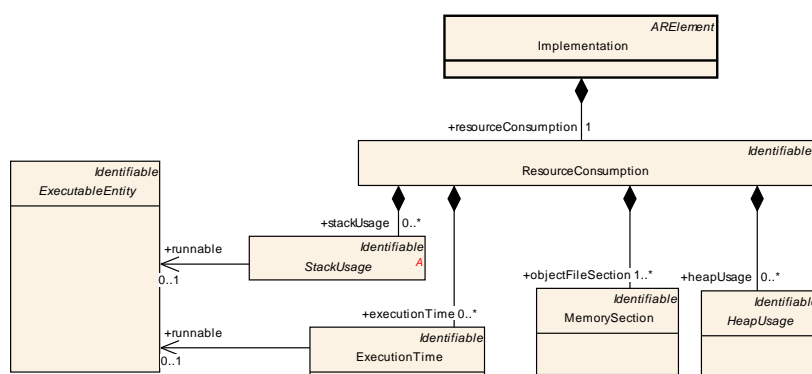 ARElement
Implementation
+resourceConsumption 1
Identifiable
ResourceConsumption
Identifiable
ExecutableEntity
+stackUsage 0..*
Identifiable
StackUsage A
+runnable
0..1
+objectFileSection 1..*
+heapUsage 0..*
Identifiable
MemorySection
Identifiable
HeapUsage
+executionTime 0..*
Identifiable
ExecutionTime
+runnable
0..1